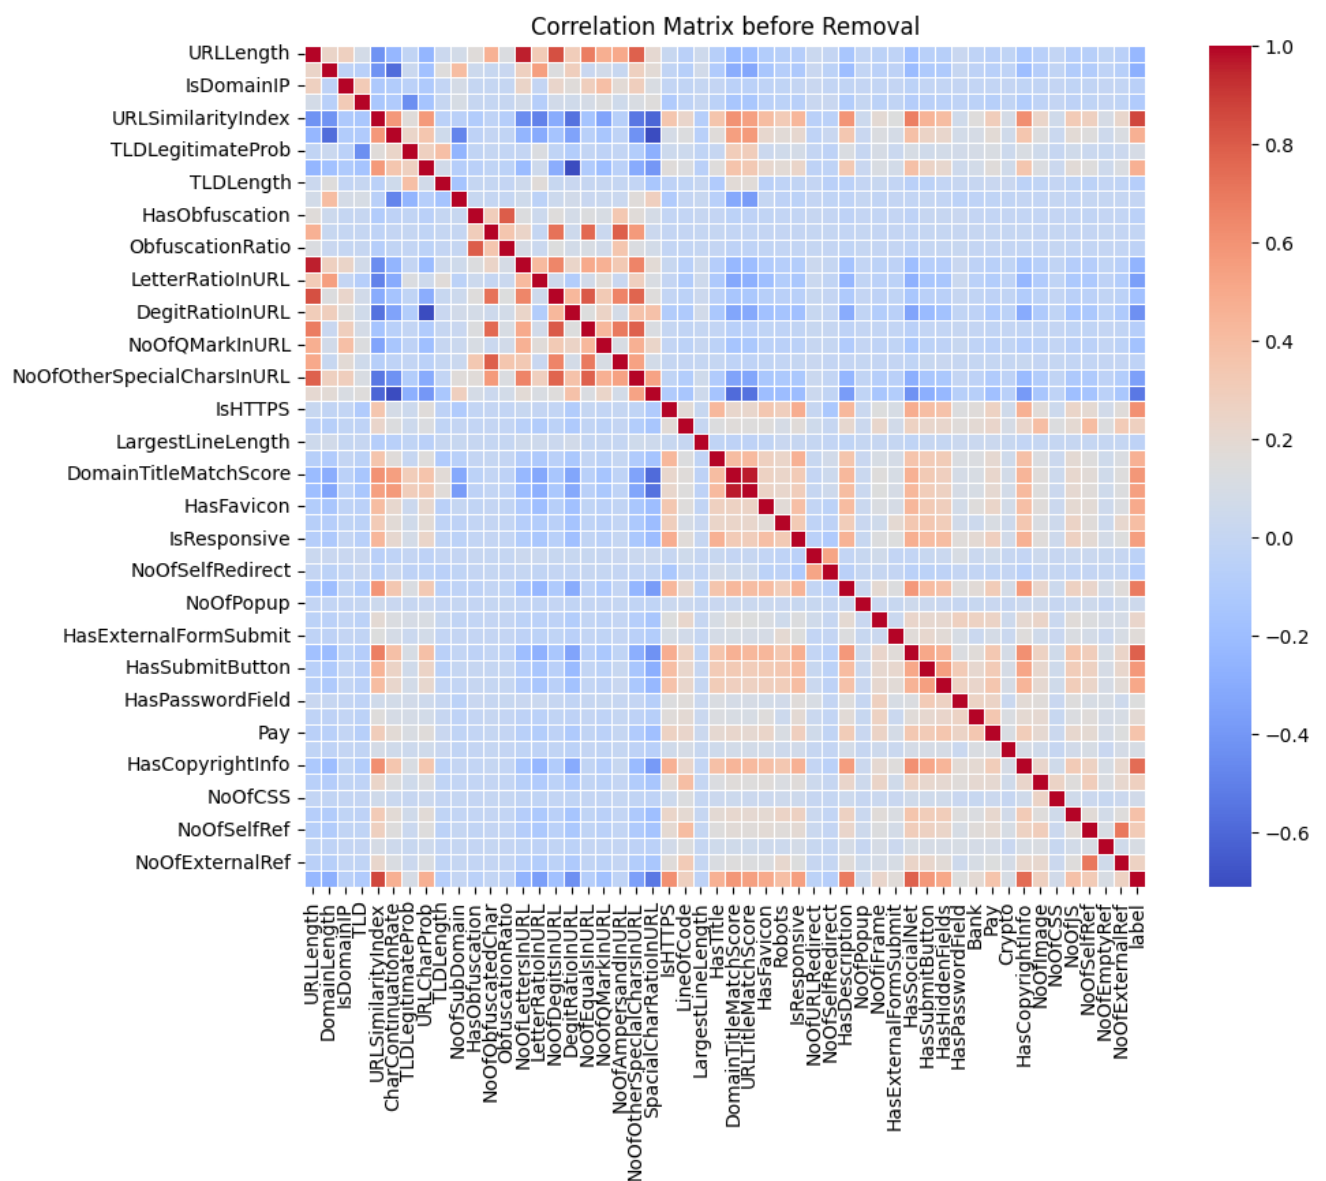 Correlation Matrix before Removal
URLLength
IsDomainIP
URLSimilarityIndex
TLDLegitimateProb
TLDLength
HasObfuscation
ObfuscationRatio
LetterRatioInURL
DegitRatioInURL
NoOfQMarkInURL
NoOfOtherSpecialCharsInURL
IsHTTPS
LargestLineLength
DomainTitleMatchScore
HasFavicon
IsResponsive
NoOfSelfRedirect
NoOfPopup
HasExternalFormSubmit
HasSubmitButton
HasPasswordField
Pay
HasCopyrightInfo
NoOfCSS
NoOfSelfRef
NoOfExternalRef
URLLength
DomainLength
IsDomainIP
TLD
URLSimilarityIndex
CharContinuationRate
TLDLegitimateProb
URLCharProb
TLDLength
NoOfSubDomain
HasObfuscation
NoOfObfuscatedChar
ObfuscationRatio
NoOfLettersInURL
LetterRatioInURL
NoOfDegitsInURL
DegitRatioInURL
NoOfEqualsInURL
NoOfQMarkInURL
NoOfAmpersandInURL
NoOfOtherSpecialCharsInURL
SpacialCharRatioInURL
IsHTTPS
LineOfCode
LargestLineLength
HasTitle
DomainTitleMatchScore
URLTitleMatchScore
HasFavicon
Robots
IsResponsive
NoOfURLRedirect
NoOfSelfRedirect
HasDescription
NoOfPopup
NoOfiFrame
HasExternalFormSubmit
HasSocialNet
HasSubmitButton
HasHiddenFields
HasPasswordField
Bank
Pay
Crypto
HasCopyrightInfo
NoOfImage
NoOfCSS
NoOfJS
NoOfSelfRef
NoOfEmptyRef
NoOfExternalRef
label
1.0
0.8
0.6
0.4
0.2
0.0
−0.2
−0.4
−0.6